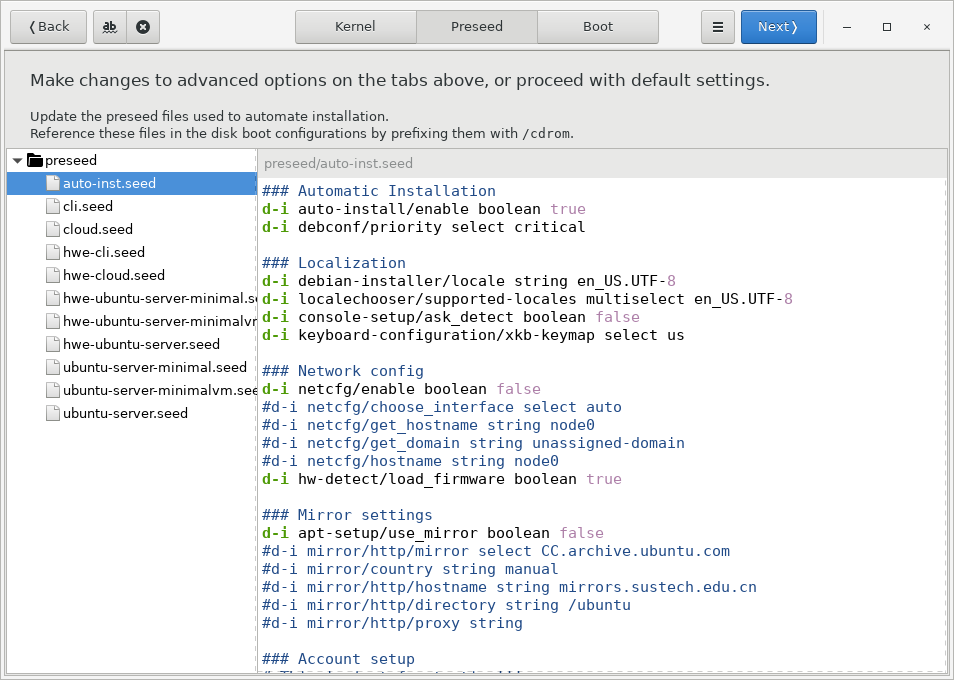 ❬Back
ab
Kernel
Preseed
Boot
Next❭
Make changes to advanced options on the tabs above, or proceed with default settings.
Update the preseed files used to automate installation.
Reference these files in the disk boot configurations by prefixing them with /cdrom.
preseed
auto-inst.seed
cli.seed
cloud.seed
hwe-cli.seed
hwe-cloud.seed
hwe-ubuntu-server-minimal.se
hwe-ubuntu-server-minimalvm
hwe-ubuntu-server.seed
ubuntu-server-minimal.seed
ubuntu-server-minimalvm.see
ubuntu-server.seed
preseed/auto-inst.seed
### Automatic Installation
d-i auto-install/enable boolean true
d-i debconf/priority select critical
### Localization
d-i debian-installer/locale string en_US.UTF-8
d-i localechooser/supported-locales multiselect en_US.UTF-8
d-i console-setup/ask_detect boolean false
d-i keyboard-configuration/xkb-keymap select us
### Network config
d-i netcfg/enable boolean false
#d-i netcfg/choose_interface select auto
#d-i netcfg/get_hostname string node0
#d-i netcfg/get_domain string unassigned-domain
#d-i netcfg/hostname string node0
d-i hw-detect/load_firmware boolean true
### Mirror settings
d-i apt-setup/use_mirror boolean false
#d-i mirror/http/mirror select CC.archive.ubuntu.com
#d-i mirror/country string manual
#d-i mirror/http/hostname string mirrors.sustech.edu.cn
#d-i mirror/http/directory string /ubuntu
#d-i mirror/http/proxy string
### Account setup